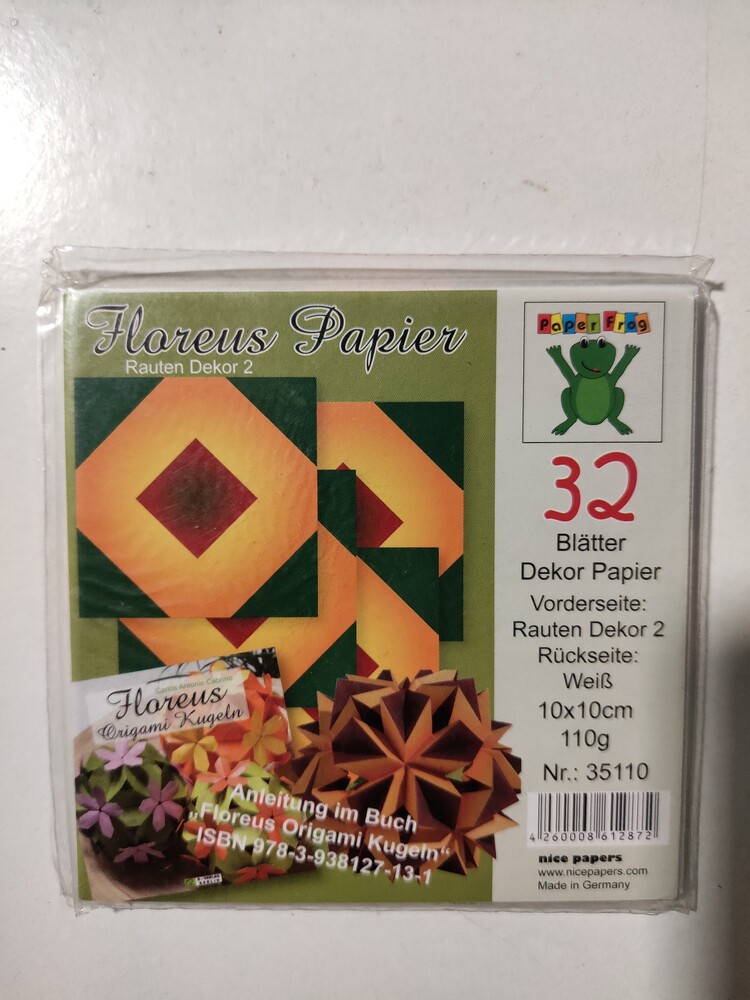 Floreus Papier
Rauten Dekor 2
Paper Frog
32
Blätter
Dekor Papier
Vorderseite:
Rauten Dekor 2
Rückseite:
Weiß
10x10cm
110g
Nr.: 35110
4 260008 612872
nice papers
www.nicepapers.com
Made in Germany
Floreus
Origami Kugeln
Anleitung im Buch
„Floreus Origami Kugeln“
ISBN 978-3-938127-13-1